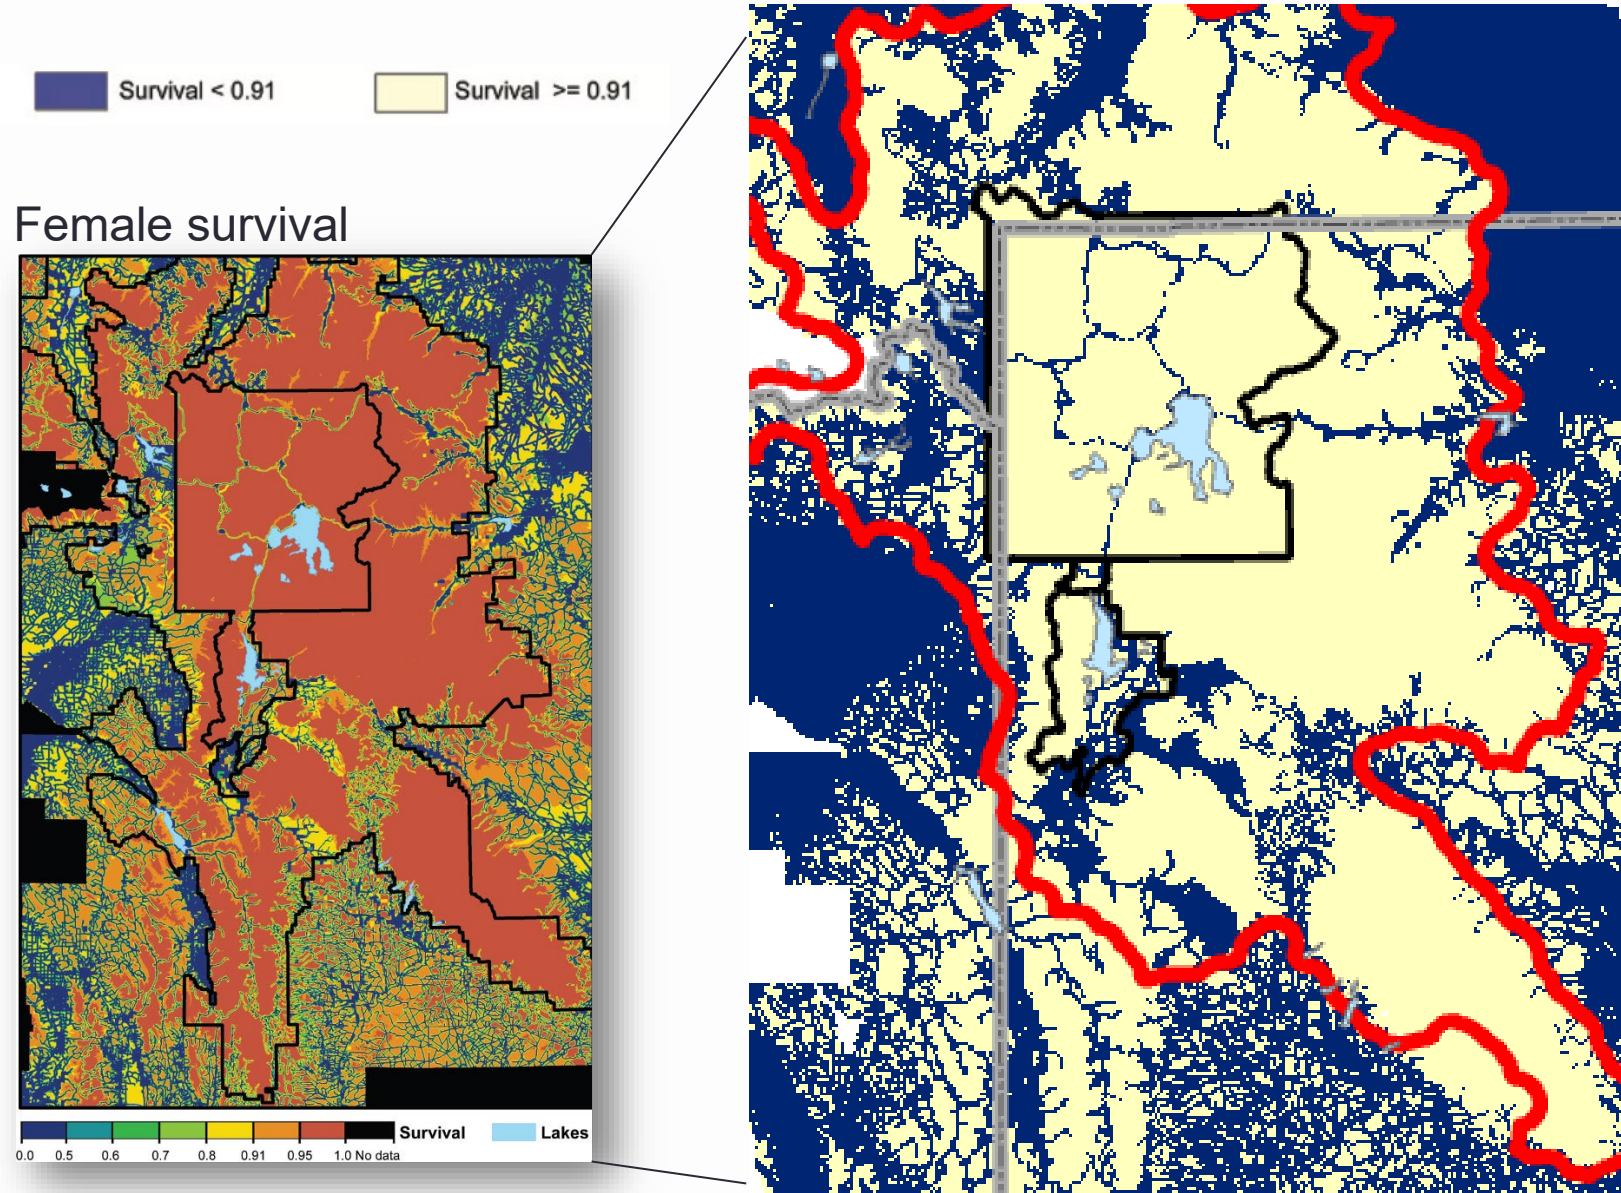 Survival < 0.91
Survival >= 0.91
Female survival
Survival
Lakes
0.0 0.5 0.6 0.7 0.8 0.91 0.95 1.0 No data